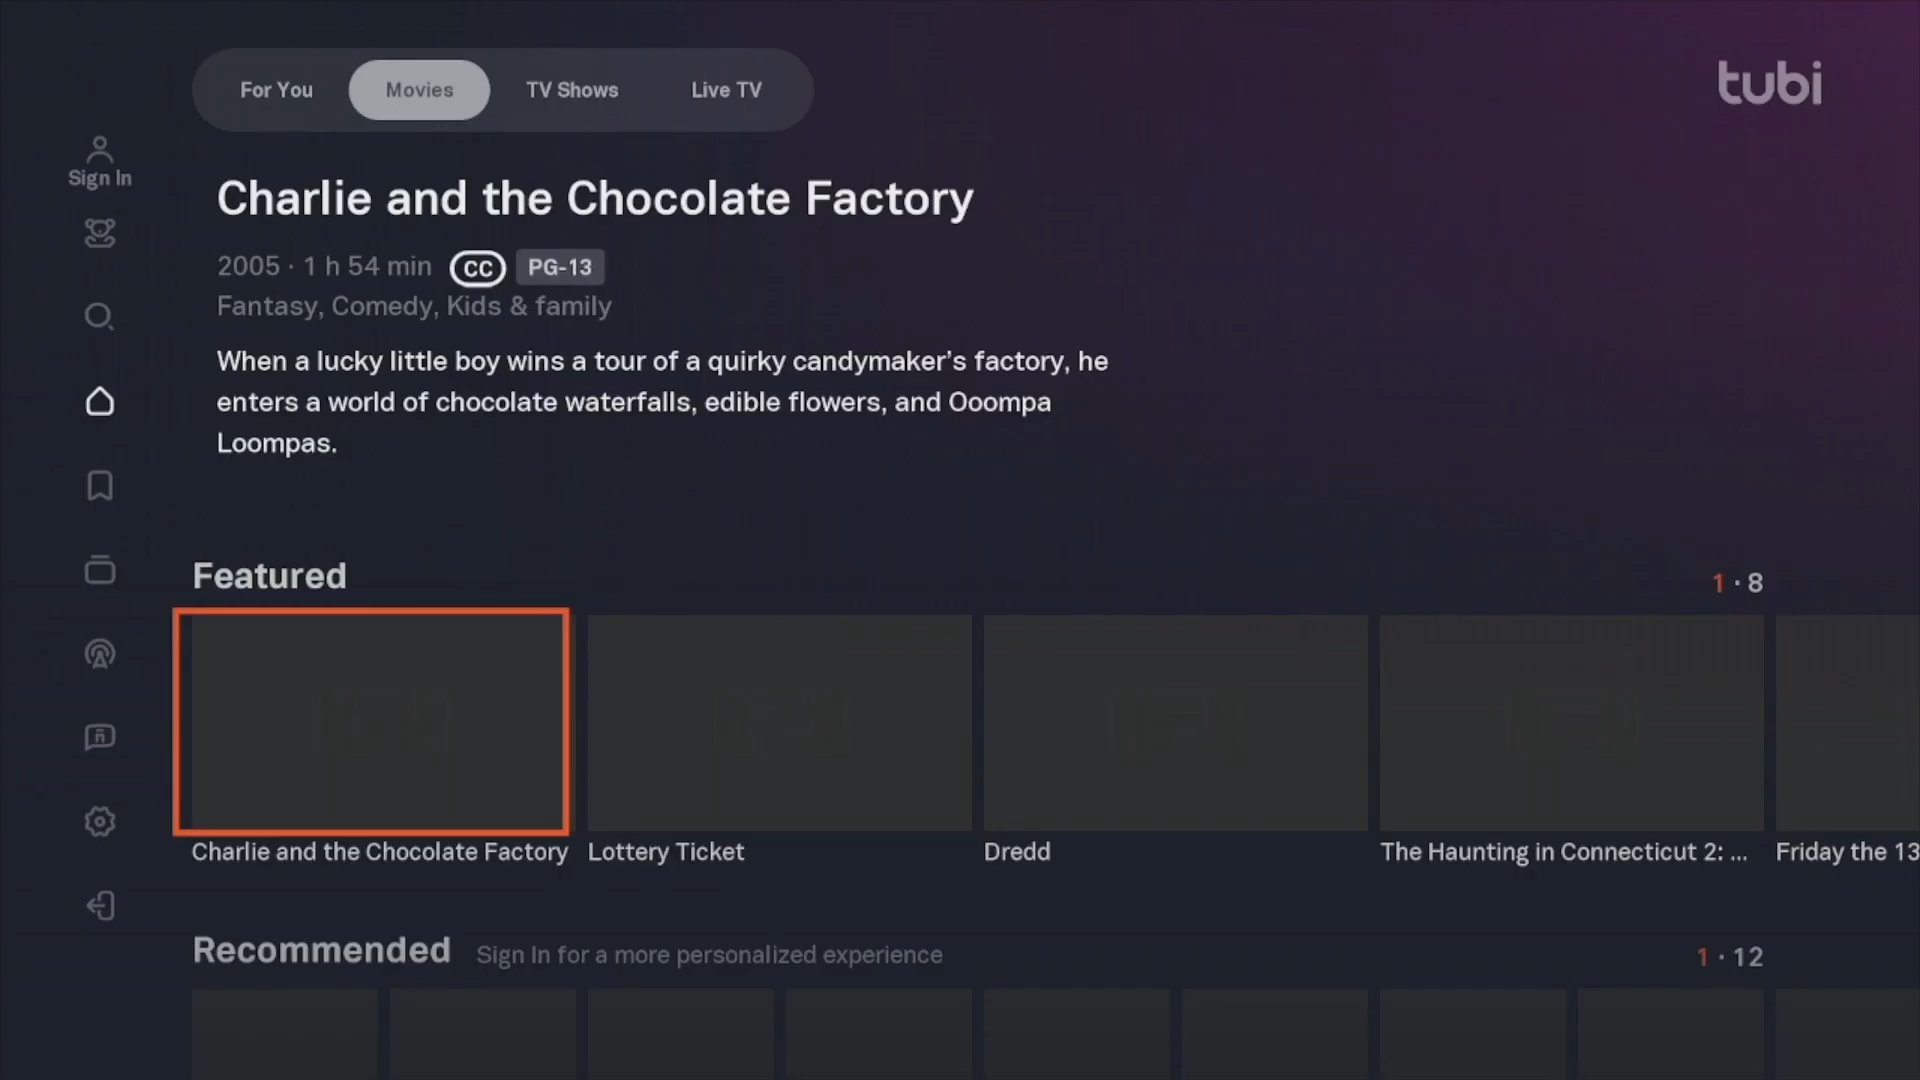 For You
Movies
TV Shows
Live TV
tubi
Sign In
Charlie and the Chocolate Factory
2005 · 1 h 54 min CC PG-13
Fantasy, Comedy, Kids & family
When a lucky little boy wins a tour of a quirky candymaker's factory, he
enters a world of chocolate waterfalls, edible flowers, and Ooompa
Loompas.
ñ
Featured
1 · 8
Charlie and the Chocolate Factory
Lottery Ticket
Dredd
The Haunting in Connecticut 2: ...
Friday the 13
Recommended Sign In for a more personalized experience
1 · 12